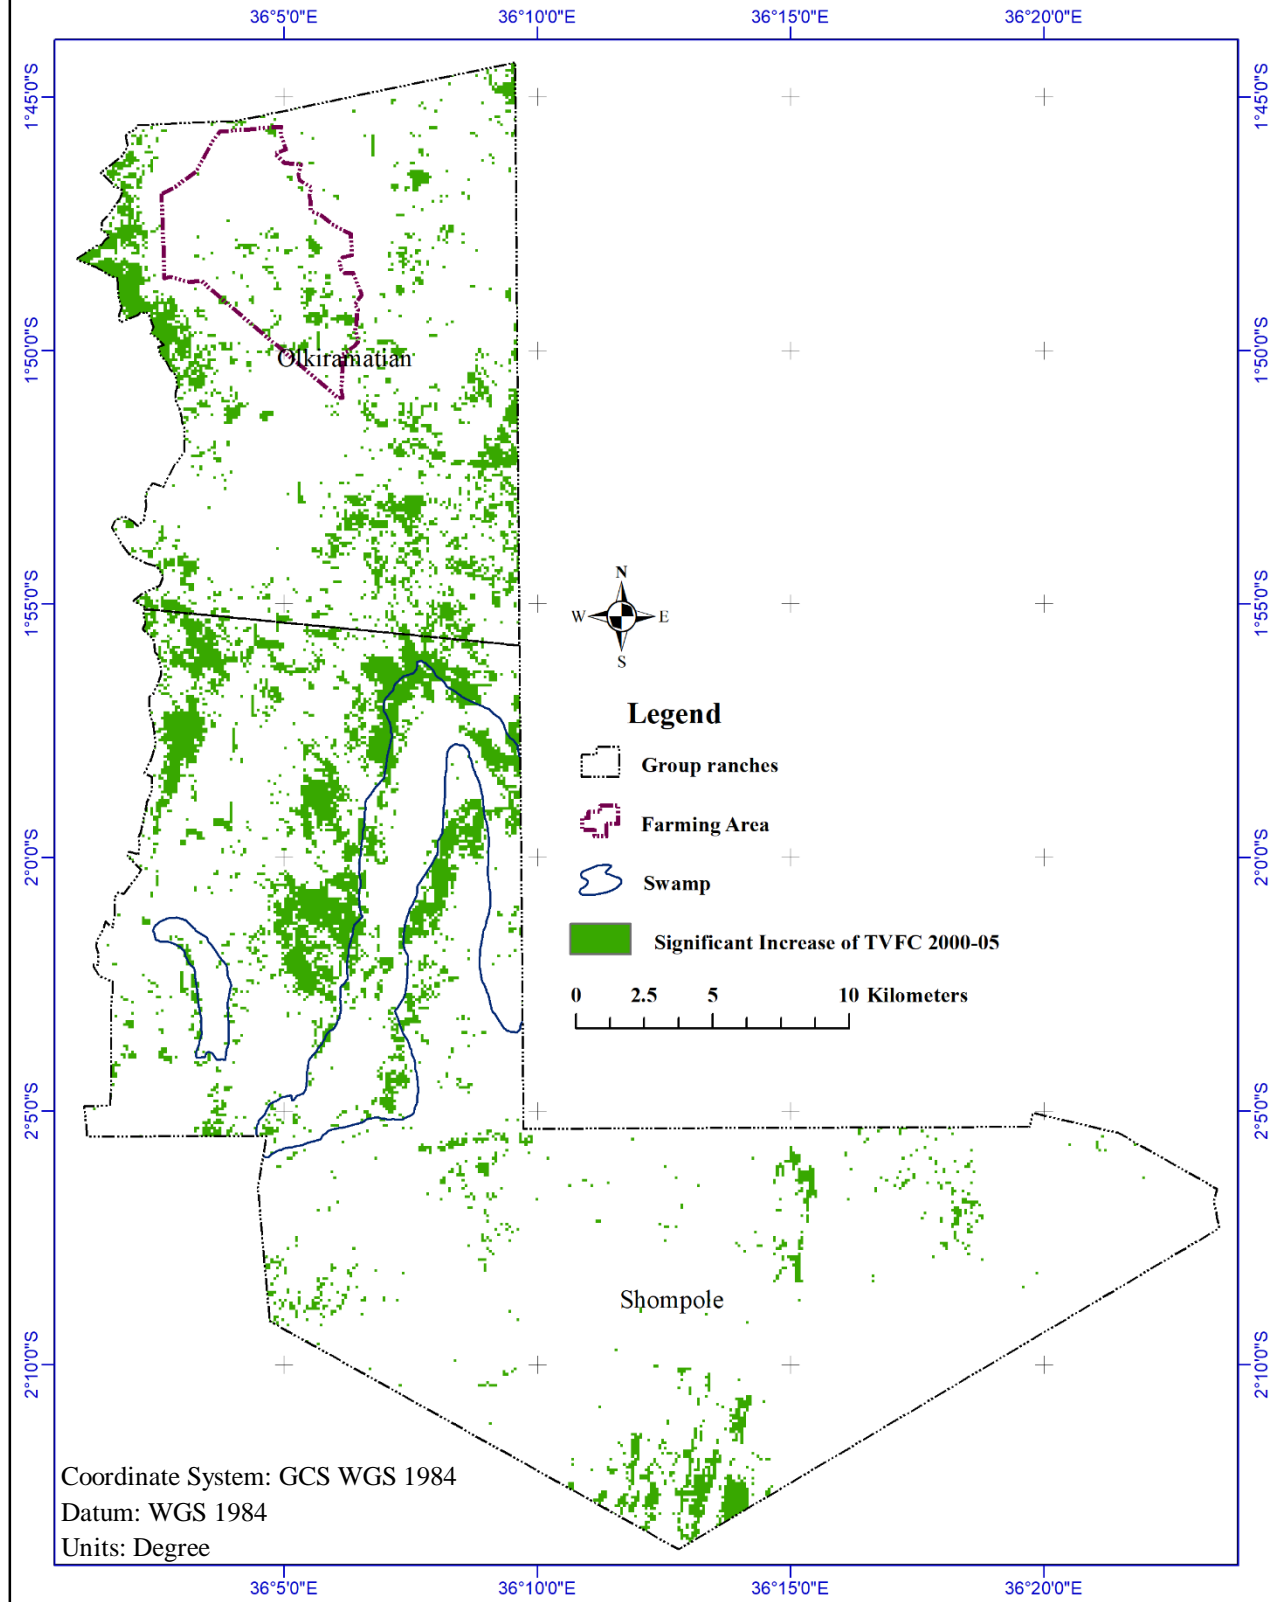 36°5'0"E 36°10'0"E 36°15'0"E 36°20'0"E
1°45'0"S 1°45'0"S
1°50'0"S 1°50'0"S
Olkiramatian
1°55'0"S 1°55'0"S
N
W E
S
Legend
Group ranches
Farming Area
2°0'0"S 2°0'0"S
Swamp
Significant Increase of TVFC 2000-05
0 2.5 5 10 Kilometers
2°5'0"S 2°5'0"S
Shompole
2°10'0"S 2°10'0"S
Coordinate System: GCS WGS 1984
Datum: WGS 1984
Units: Degree
36°5'0"E 36°10'0"E 36°15'0"E 36°20'0"E